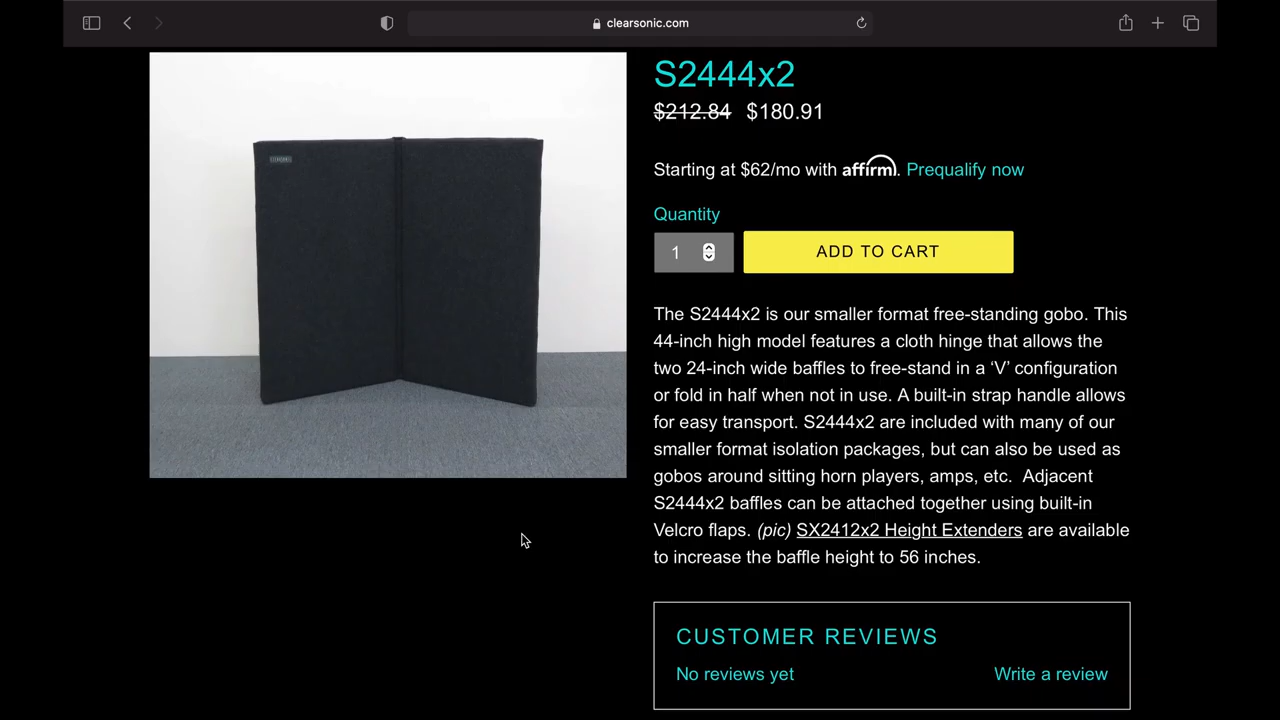 clearsonic.com
S2444x2
$212.84 $180.91
Starting at $62/mo with affirm. Prequalify now
Quantity
1 ADD TO CART
The S2444x2 is our smaller format free-standing gobo. This
44-inch high model features a cloth hinge that allows the
two 24-inch wide baffles to free-stand in a ‘V’ configuration
or fold in half when not in use. A built-in strap handle allows
for easy transport. S2444x2 are included with many of our
smaller format isolation packages, but can also be used as
gobos around sitting horn players, amps, etc.  Adjacent
S2444x2 baffles can be attached together using built-in
Velcro flaps. (pic) SX2412x2 Height Extenders are available
to increase the baffle height to 56 inches.
CUSTOMER REVIEWS
No reviews yet Write a review